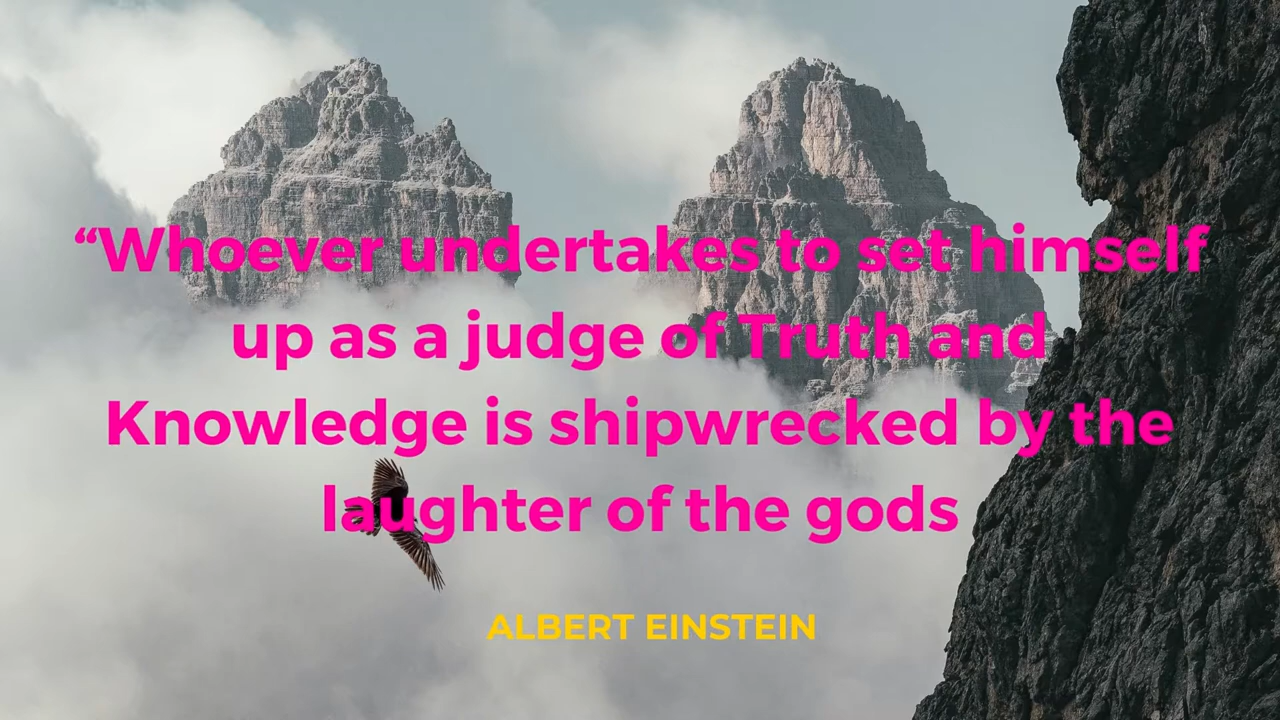 “Whoever undertakes to set himself
up as a judge of Truth and
Knowledge is shipwrecked by the
laughter of the gods
ALBERT EINSTEIN